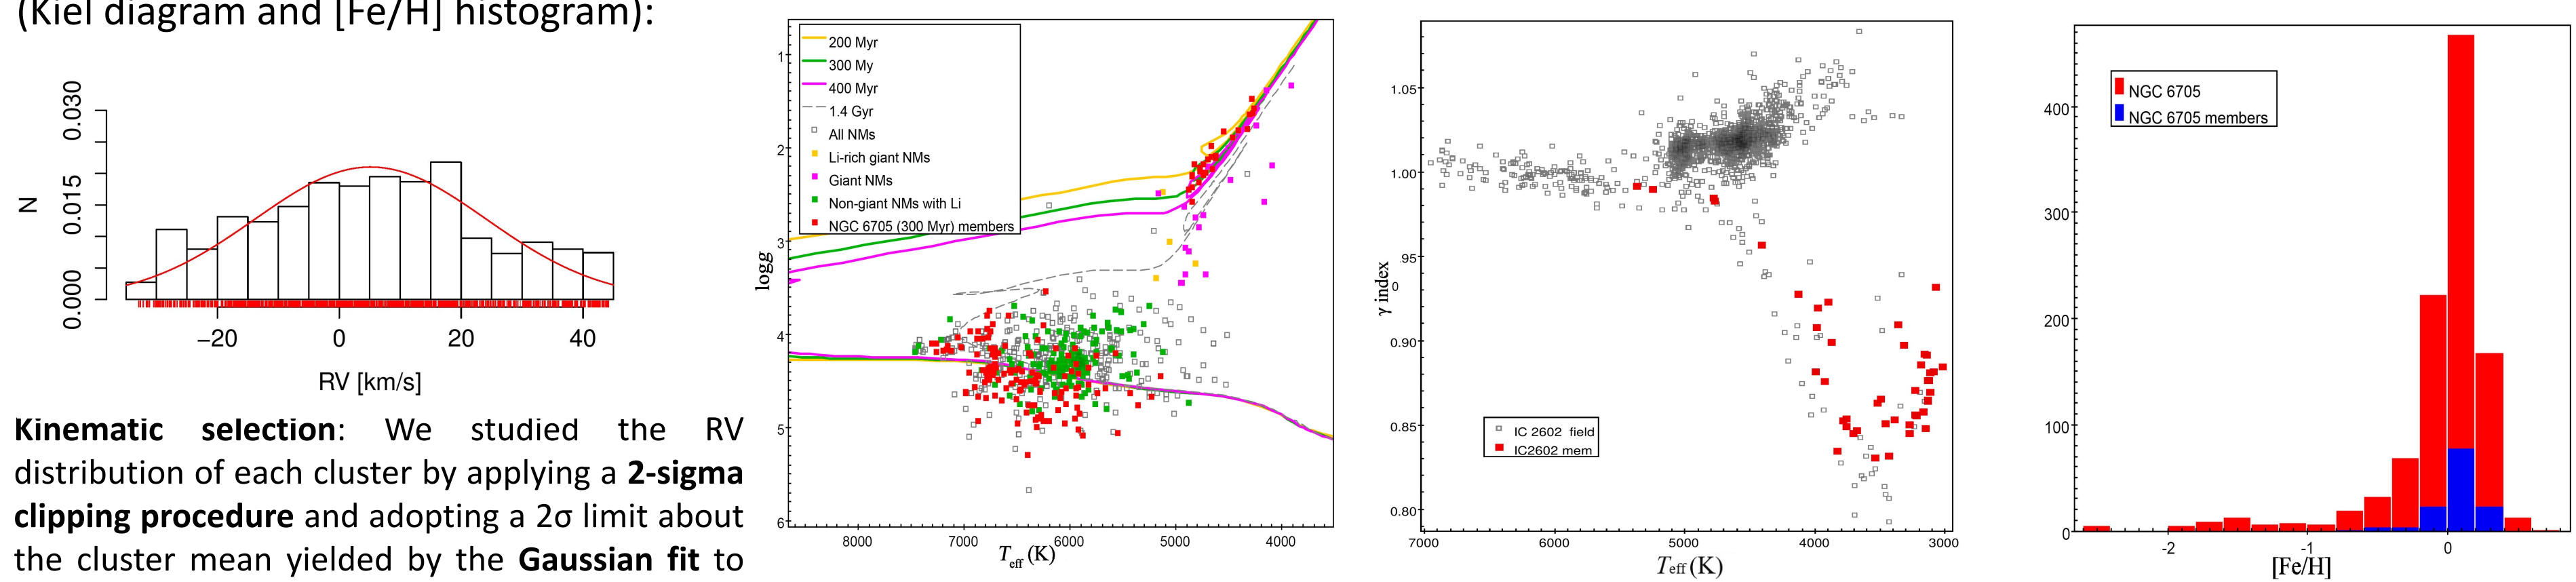 (Kiel diagram and [Fe/H] histogram):
0.030
0.015
0.000
N
−20
0
20
40
RV [km/s]
Kinematic selection: We studied the RV
distribution of each cluster by applying a 2-sigma
clipping procedure and adopting a 2σ limit about
the cluster mean yielded by the Gaussian fit to
200 Myr
300 My
400 Myr
1.4 Gyr
All NMs
Li-rich giant NMs
Giant NMs
Non-giant NMs with Li
NGC 6705 (300 Myr) members
1
2
3
4
5
6
logg
8000
7000
6000
5000
4000
Teff (K)
1.05
1.00
.95
0
0.90
0.85
0.80
γ index
IC 2602 field
IC2602 mem
7000
6000
5000
4000
3000
Teff (K)
NGC 6705
NGC 6705 members
400
300
200
100
0
-2
-1
0
[Fe/H]